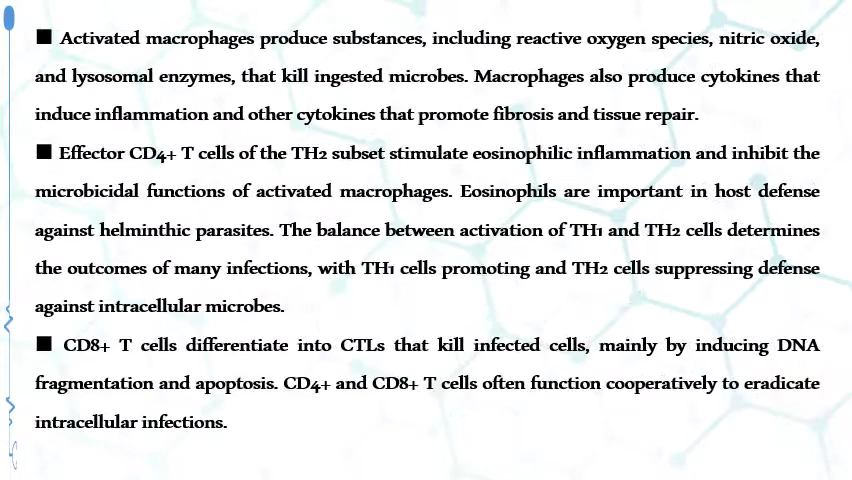 ■ Activated macrophages produce substances, including reactive oxygen species, nitric oxide,
and lysosomal enzymes, that kill ingested microbes. Macrophages also produce cytokines that
induce inflammation and other cytokines that promote fibrosis and tissue repair.
■ Effector CD4+ T cells of the TH2 subset stimulate eosinophilic inflammation and inhibit the
microbicidal functions of activated macrophages. Eosinophils are important in host defense
against helminthic parasites. The balance between activation of TH1 and TH2 cells determines
the outcomes of many infections, with TH1 cells promoting and TH2 cells suppressing defense
against intracellular microbes.
■ CD8+ T cells differentiate into CTLs that kill infected cells, mainly by inducing DNA
fragmentation and apoptosis. CD4+ and CD8+ T cells often function cooperatively to eradicate
intracellular infections.